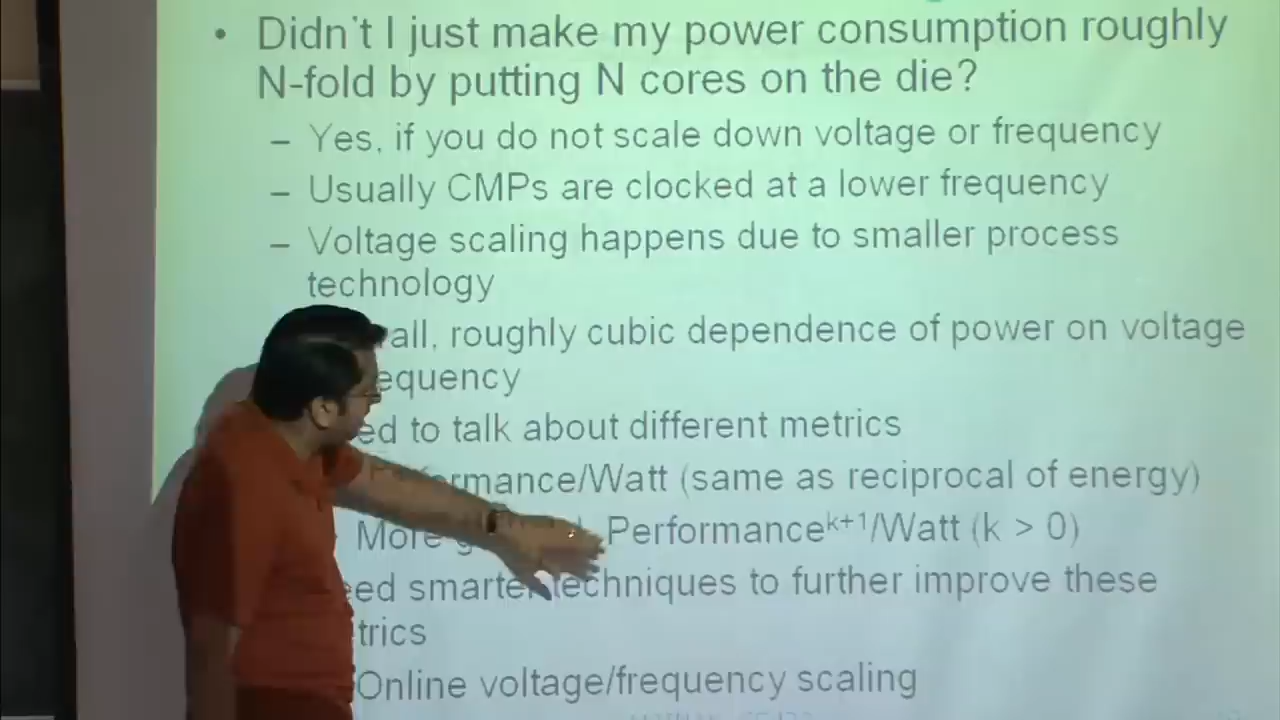 • Didn't I just make my power consumption roughly
N-fold by putting N cores on the die?
– Yes, if you do not scale down voltage or frequency
– Usually CMPs are clocked at a lower frequency
– Voltage scaling happens due to smaller process
technology
all, roughly cubic dependence of power on voltage
equency
ed to talk about different metrics
rmance/Watt (same as reciprocal of energy)
More Performance^k+1/Watt (k > 0)
eed smarter techniques to further improve these
trics
Online voltage/frequency scaling